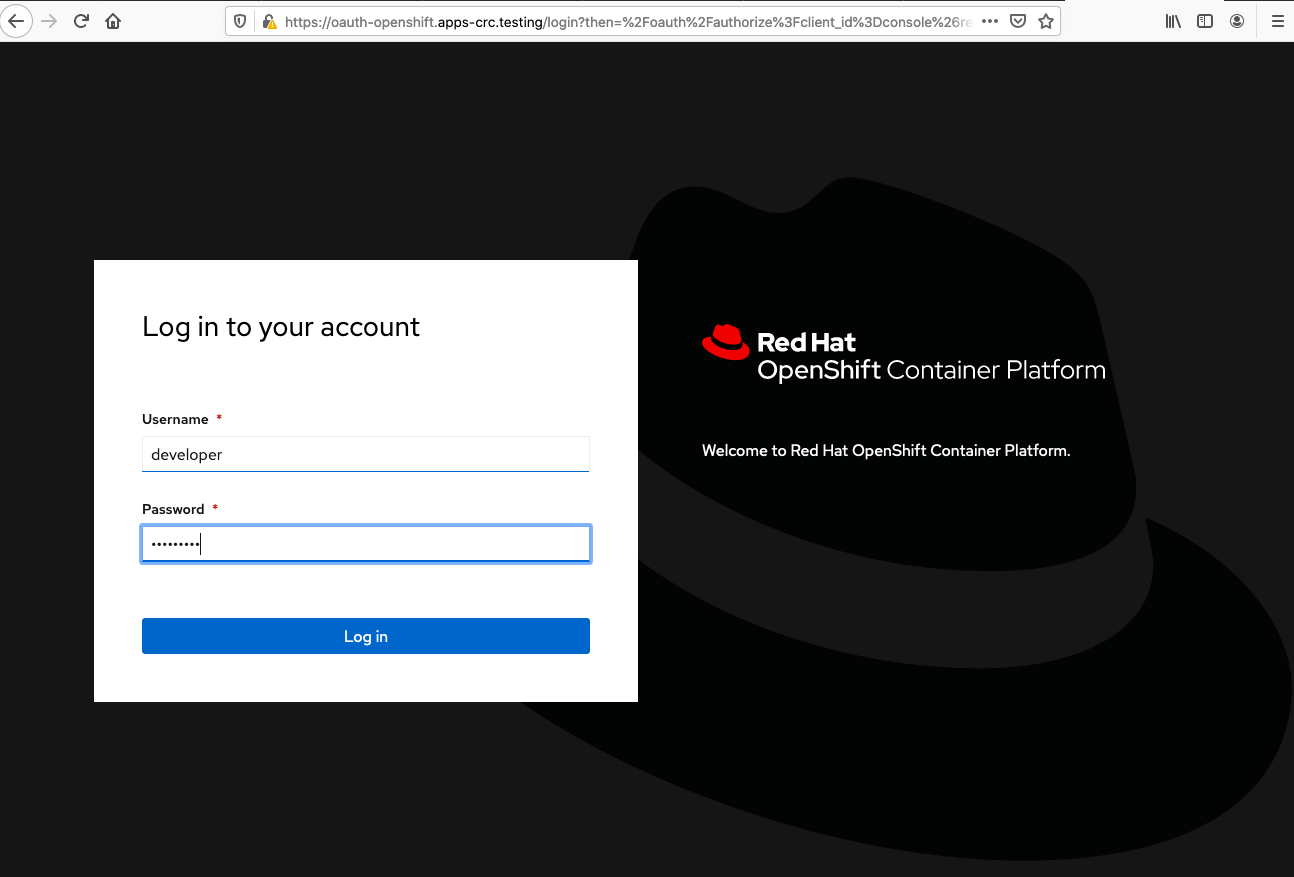 https://oauth-openshift.apps-crc.testing/login?then=%2Foauth%2Fauthorize%3Fclient_id%3Dconsole%26re
Log in to your account
Red Hat
OpenShift Container Platform
Username *
developer
Welcome to Red Hat OpenShift Container Platform.
Password *
•••••••••
Log in